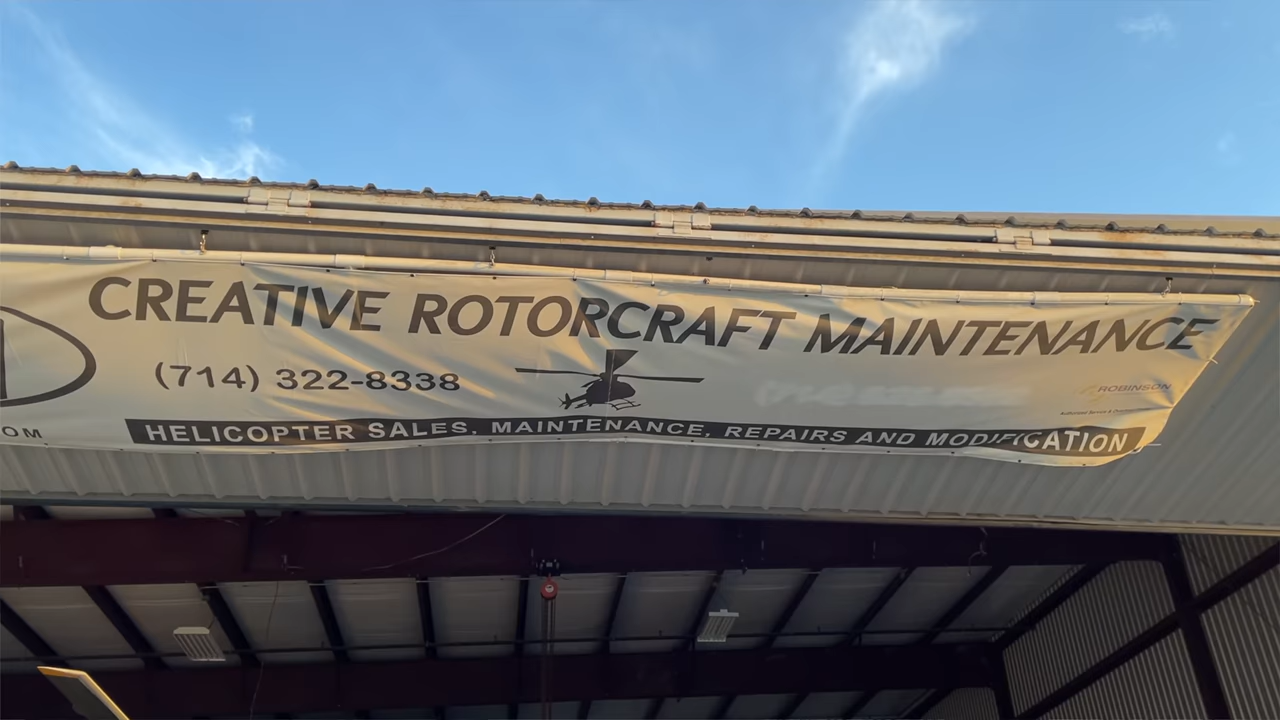 CREATIVE ROTORCRAFT MAINTENANCE
(714) 322-8338
ROBINSON
OM
HELICOPTER SALES, MAINTENANCE, REPAIRS AND MODIFICATION